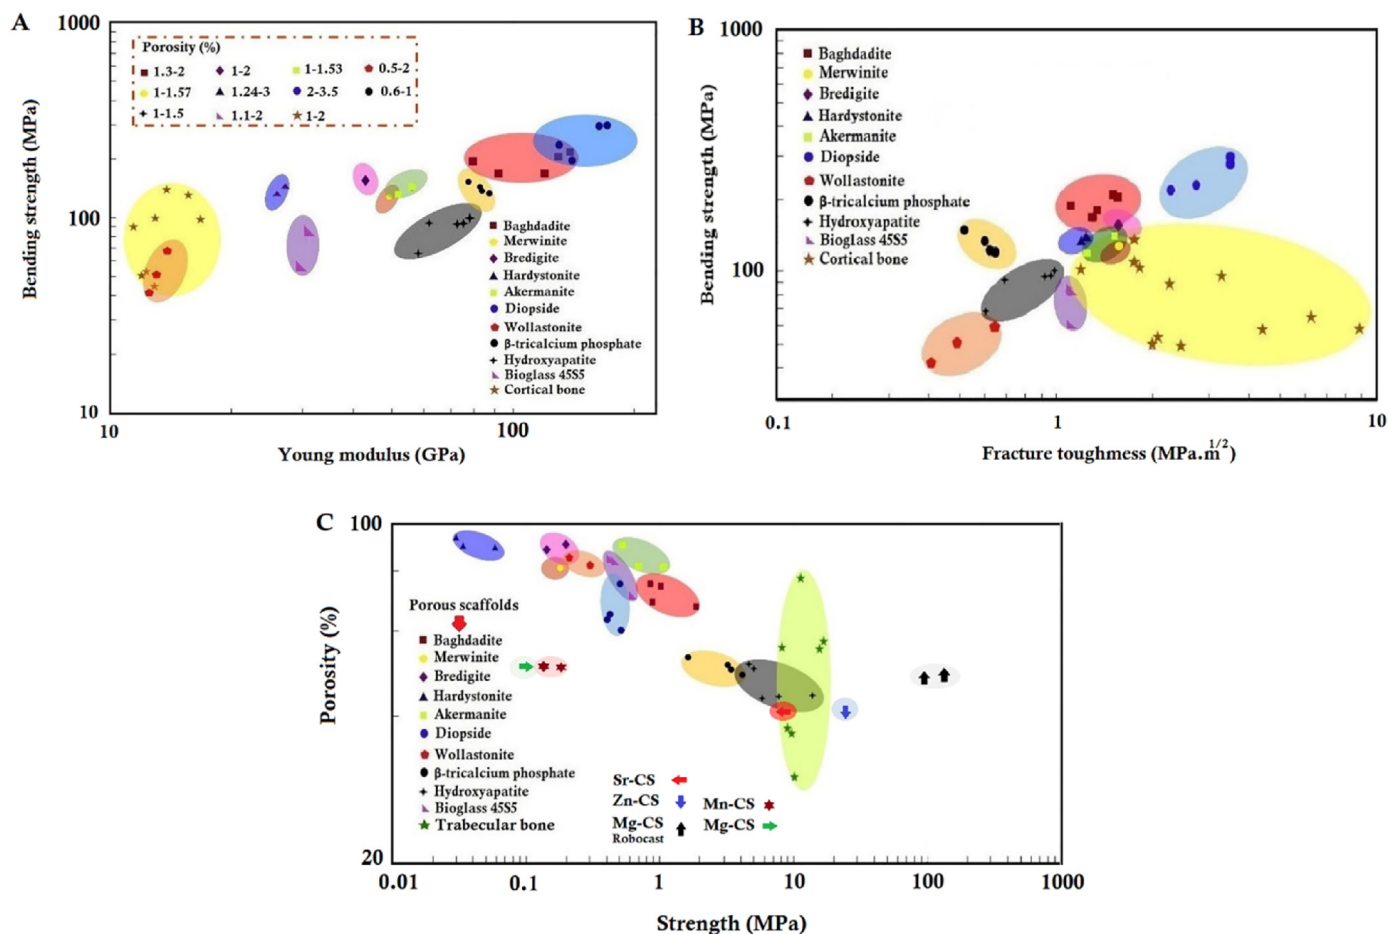 A
1000
Porosity (%)
1.3-2
1-2
1-1.53
0.5-2
1-1.57
1.24-3
2-3.5
0.6-1
1-1.5
1.1-2
1-2
Bending strength (MPa)
100
Baghdadite
Merwinite
Bredigite
Hardystonite
Akermanite
Diopside
Wollastonite
β-tricalcium phosphate
Hydroxyapatite
Bioglass 45S5
Cortical bone
10
10
100
Young modulus (GPa)
B
1000
Baghdadite
Merwinite
Bredigite
Hardystonite
Akermanite
Diopside
Wollastonite
β-tricalcium phosphate
Hydroxyapatite
Bioglass 45S5
Cortical bone
Bending strength (MPa)
100
0.1
1
10
Fracture toughmess (MPa.m1/2)
C
100
Porous scaffolds
Baghdadite
Merwinite
Bredigite
Hardystonite
Akermanite
Diopside
Wollastonite
β-tricalcium phosphate
Hydroxyapatite
Bioglass 45S5
Trabecular bone
Porosity (%)
Sr-CS
Zn-CS
Mn-CS
Mg-CS
Mg-CS
Robocast
20
0.01
0.1
1
10
100
1000
Strength (MPa)